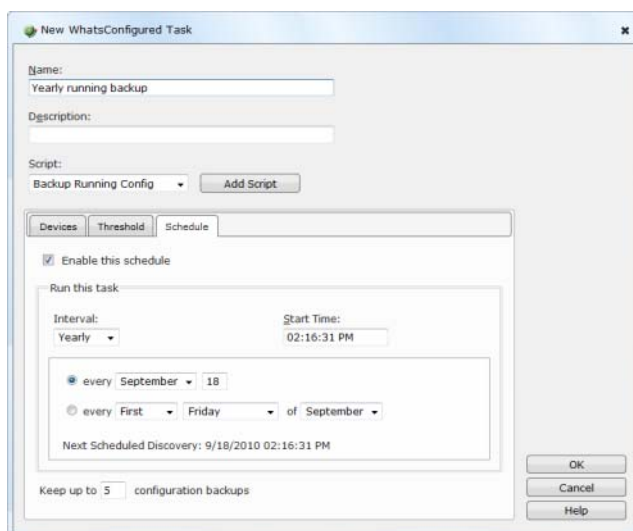 New WhatsConfigured Task
Name:
Yearly running backup
Description:
Script:
Backup Running Config Add Script
Devices Threshold Schedule
Enable this schedule
Run this task
Interval: Start Time:
Yearly 02:16:31 PM
every September 18
every First Friday of September
Next Scheduled Discovery: 9/18/2010 02:16:31 PM
Keep up to 5 configuration backups
OK
Cancel
Help